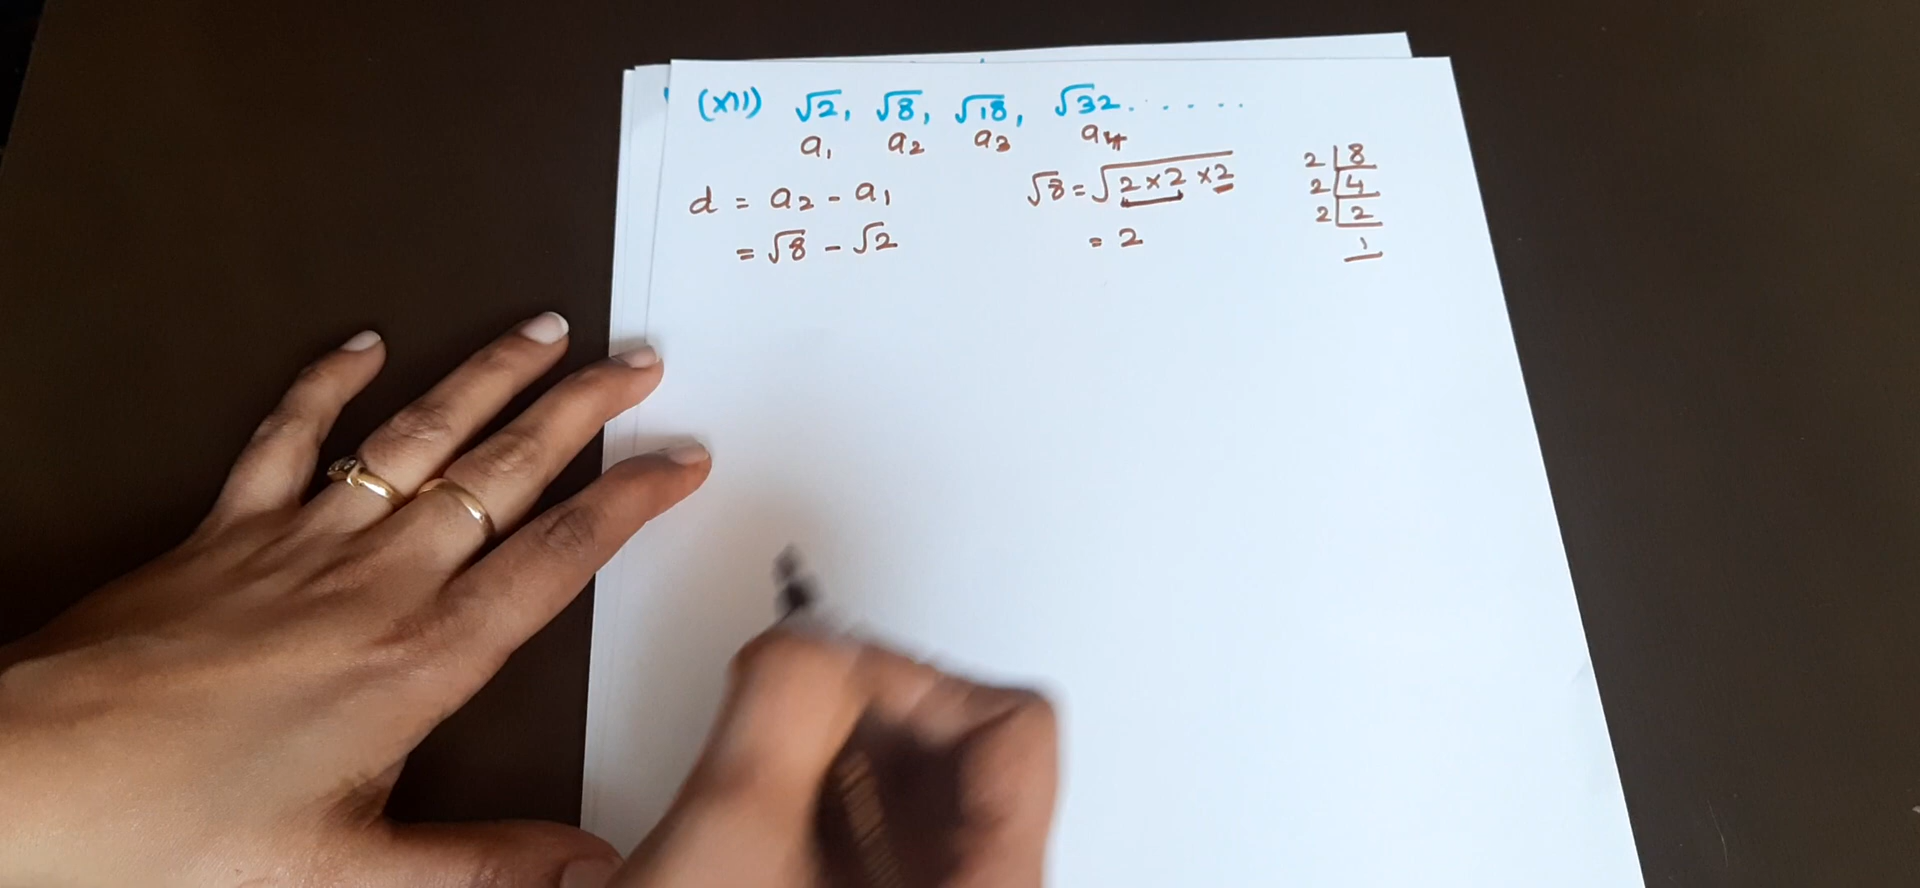 (xii) √2, √8, √18, √32. . . . . .
a₁ a₂ a₃ a₄
d = a₂ - a₁
= √8 - √2
√8 = √2×2×2
= 2
2 | 8
2 | 4
2 | 2
1